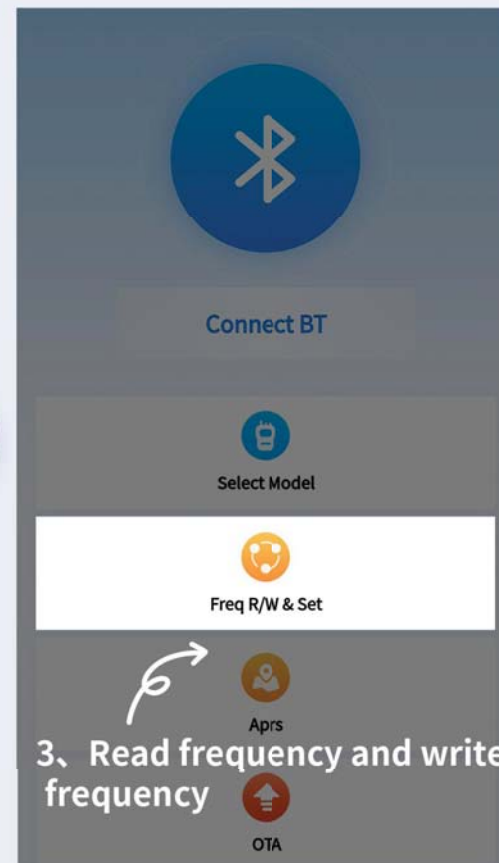 Connect BT
Select Model
Freq R/W & Set
Aprs
3、Read frequency and write
frequency
OTA